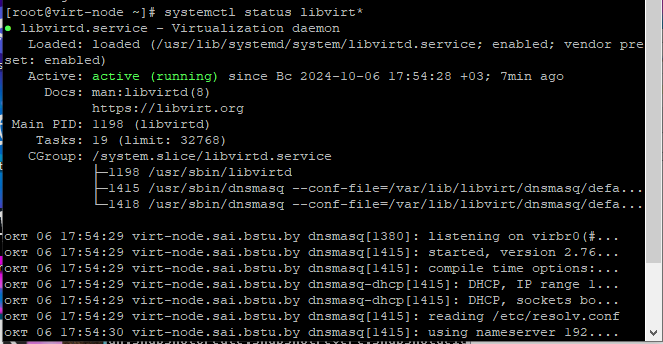 [root@virt-node ~]# systemctl status libvirt*
● libvirtd.service - Virtualization daemon
Loaded: loaded (/usr/lib/systemd/system/libvirtd.service; enabled; vendor pre
set: enabled)
Active: active (running) since Вс 2024-10-06 17:54:28 +03; 7min ago
Docs: man:libvirtd(8)
https://libvirt.org
Main PID: 1198 (libvirtd)
Tasks: 19 (limit: 32768)
CGroup: /system.slice/libvirtd.service
├─1198 /usr/sbin/libvirtd
├─1415 /usr/sbin/dnsmasq --conf-file=/var/lib/libvirt/dnsmasq/defa...
└─1418 /usr/sbin/dnsmasq --conf-file=/var/lib/libvirt/dnsmasq/defa...
окт 06 17:54:29 virt-node.sai.bstu.by dnsmasq[1380]: listening on virbr0(#...
окт 06 17:54:29 virt-node.sai.bstu.by dnsmasq[1415]: started, version 2.76...
окт 06 17:54:29 virt-node.sai.bstu.by dnsmasq[1415]: compile time options:...
окт 06 17:54:29 virt-node.sai.bstu.by dnsmasq-dhcp[1415]: DHCP, IP range 1...
окт 06 17:54:29 virt-node.sai.bstu.by dnsmasq-dhcp[1415]: DHCP, sockets bo...
окт 06 17:54:29 virt-node.sai.bstu.by dnsmasq[1415]: reading /etc/resolv.conf
окт 06 17:54:30 virt-node.sai.bstu.by dnsmasq[1415]: using nameserver 192....